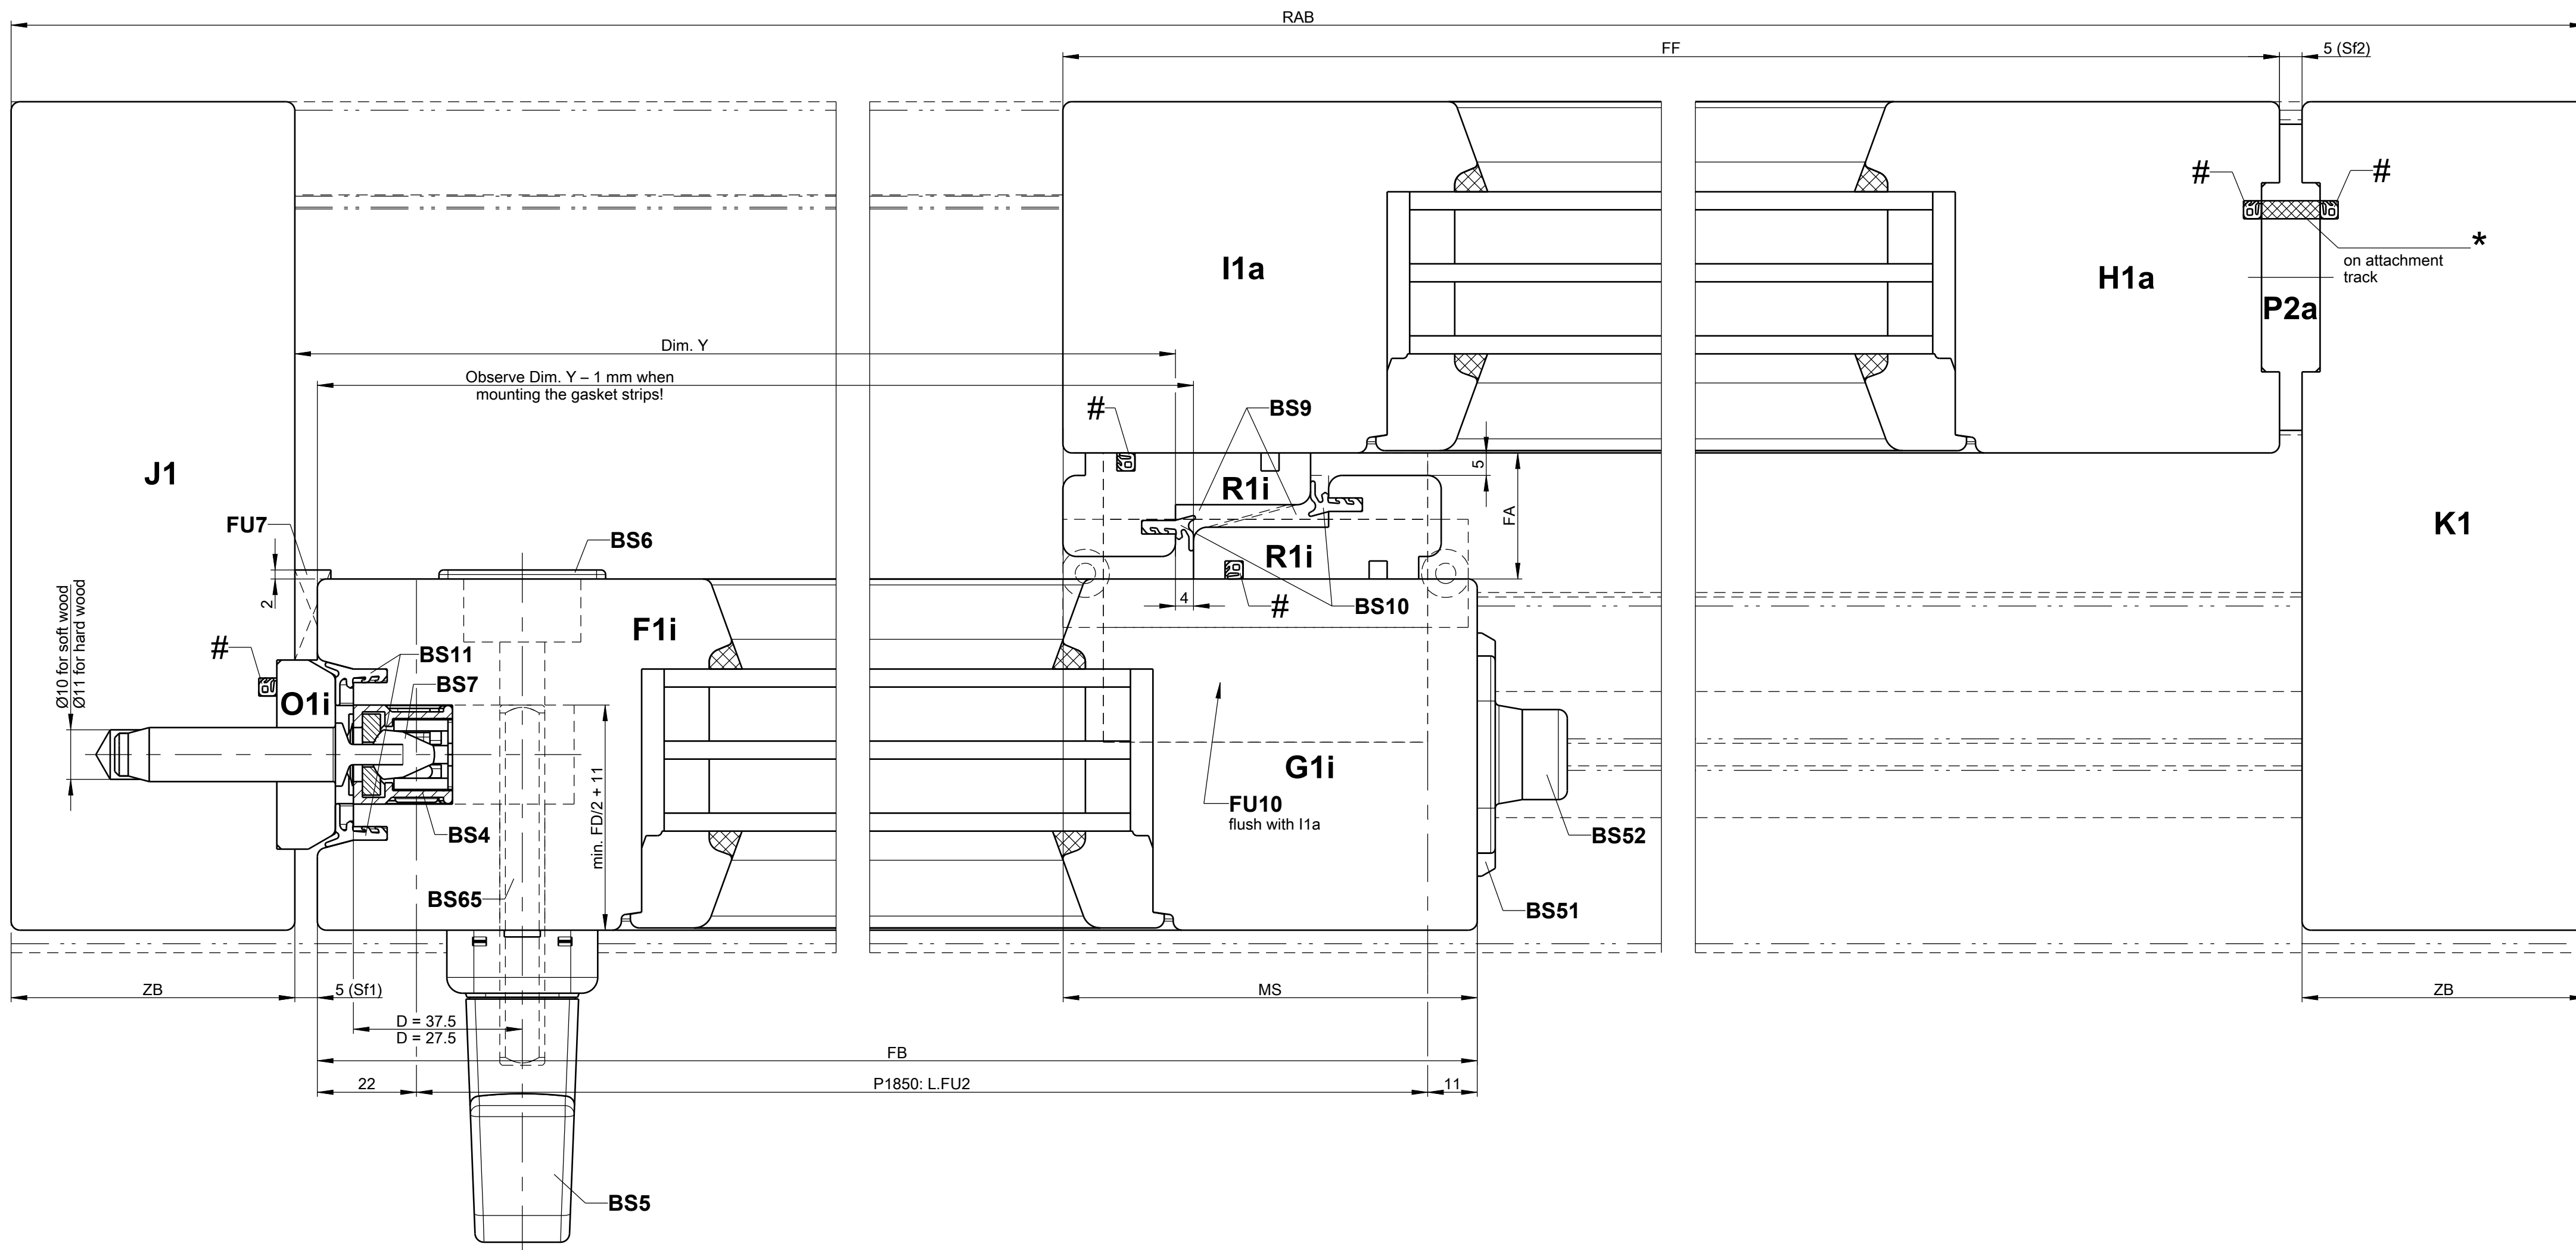 RAB
FF
5 (Sf2)
#
#
*
on attachment
track
I1a
H1a
P2a
Dim. Y
Observe Dim. Y – 1 mm when
mounting the gasket strips!
#
BS9
J1
R1i
5
FA
K1
FU7
BS6
R1i
2
4
#
BS10
Ø10 for soft wood
Ø11 for hard wood
F1i
#
BS11
BS7
O1i
G1i
FU10
flush with I1a
BS4
min. FD/2 + 11
BS52
BS65
BS51
ZB
5 (Sf1)
MS
ZB
D = 37.5
D = 27.5
FB
22
P1850: L.FU2
11
BS5